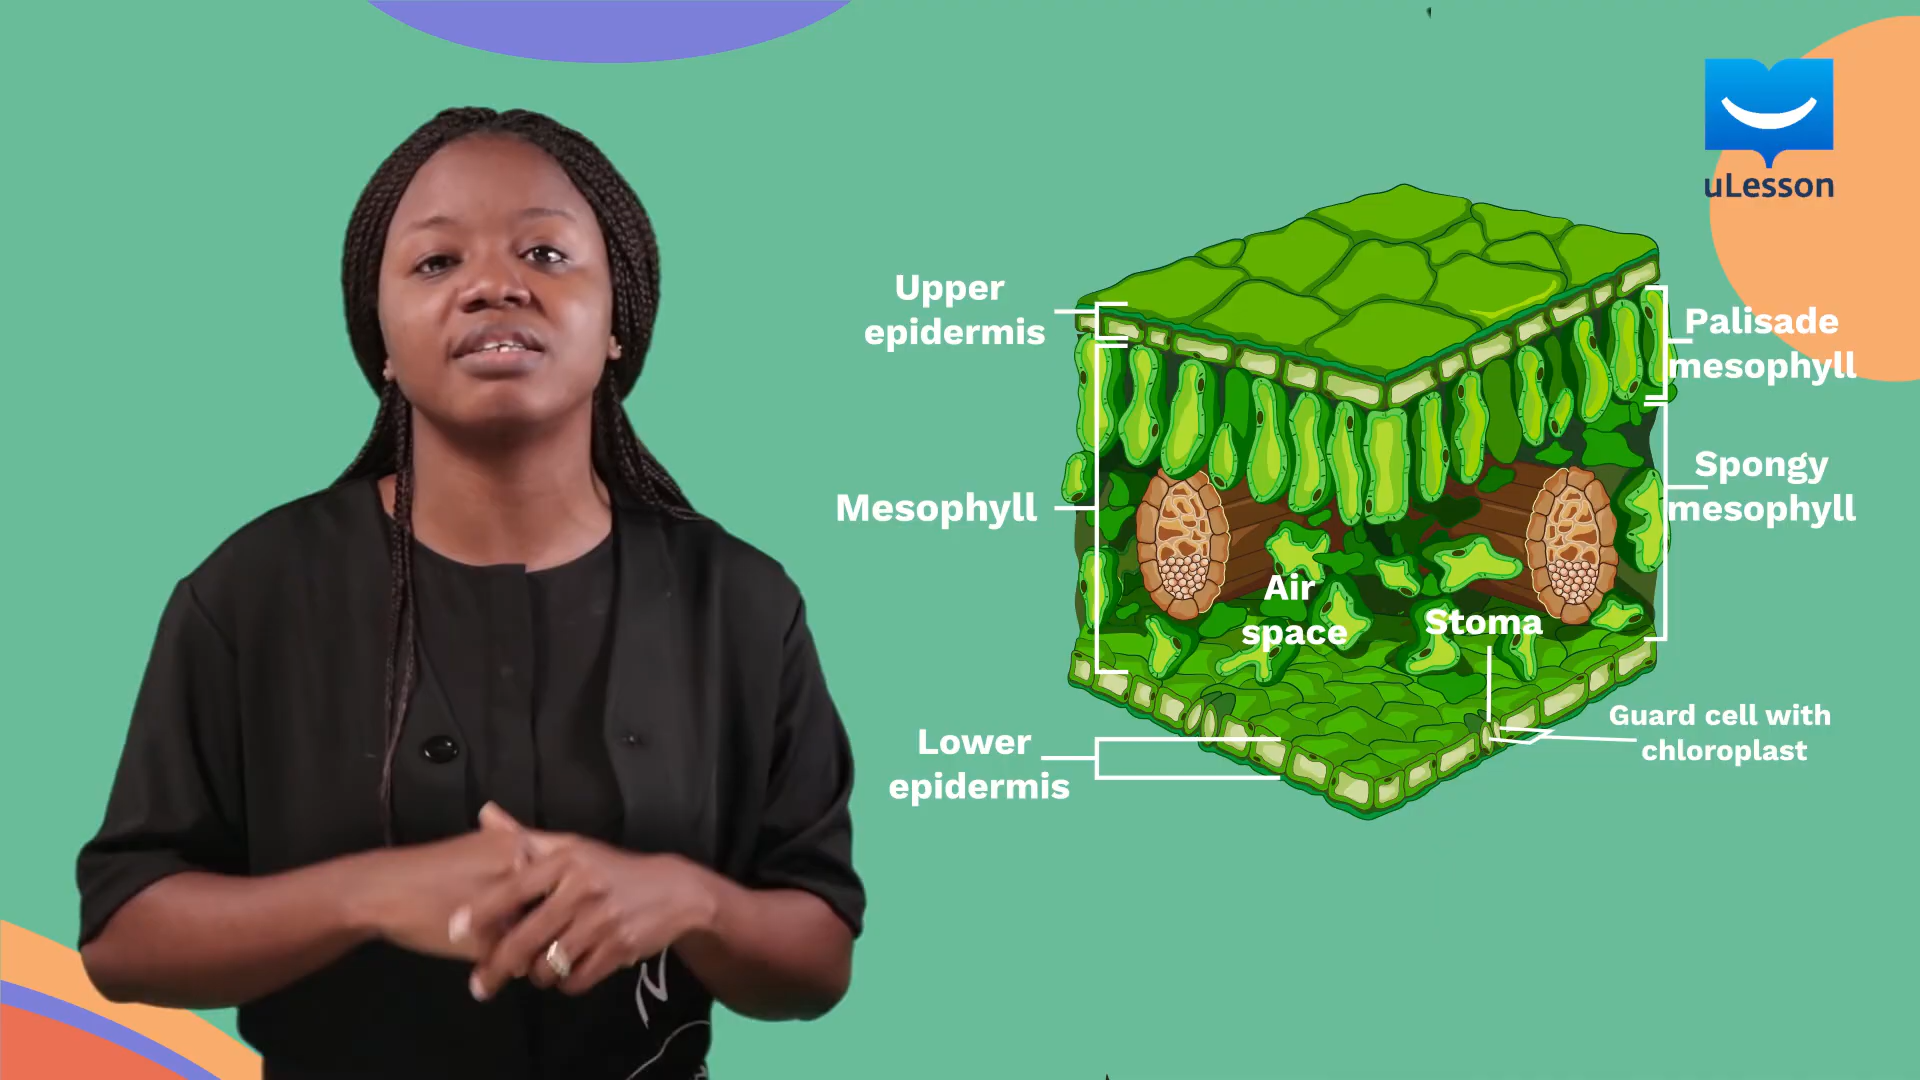 uLesson
Upper
epidermis
Palisade
mesophyll
Mesophyll
Spongy
mesophyll
Air
space
Stoma
Lower
epidermis
Guard cell with
chloroplast